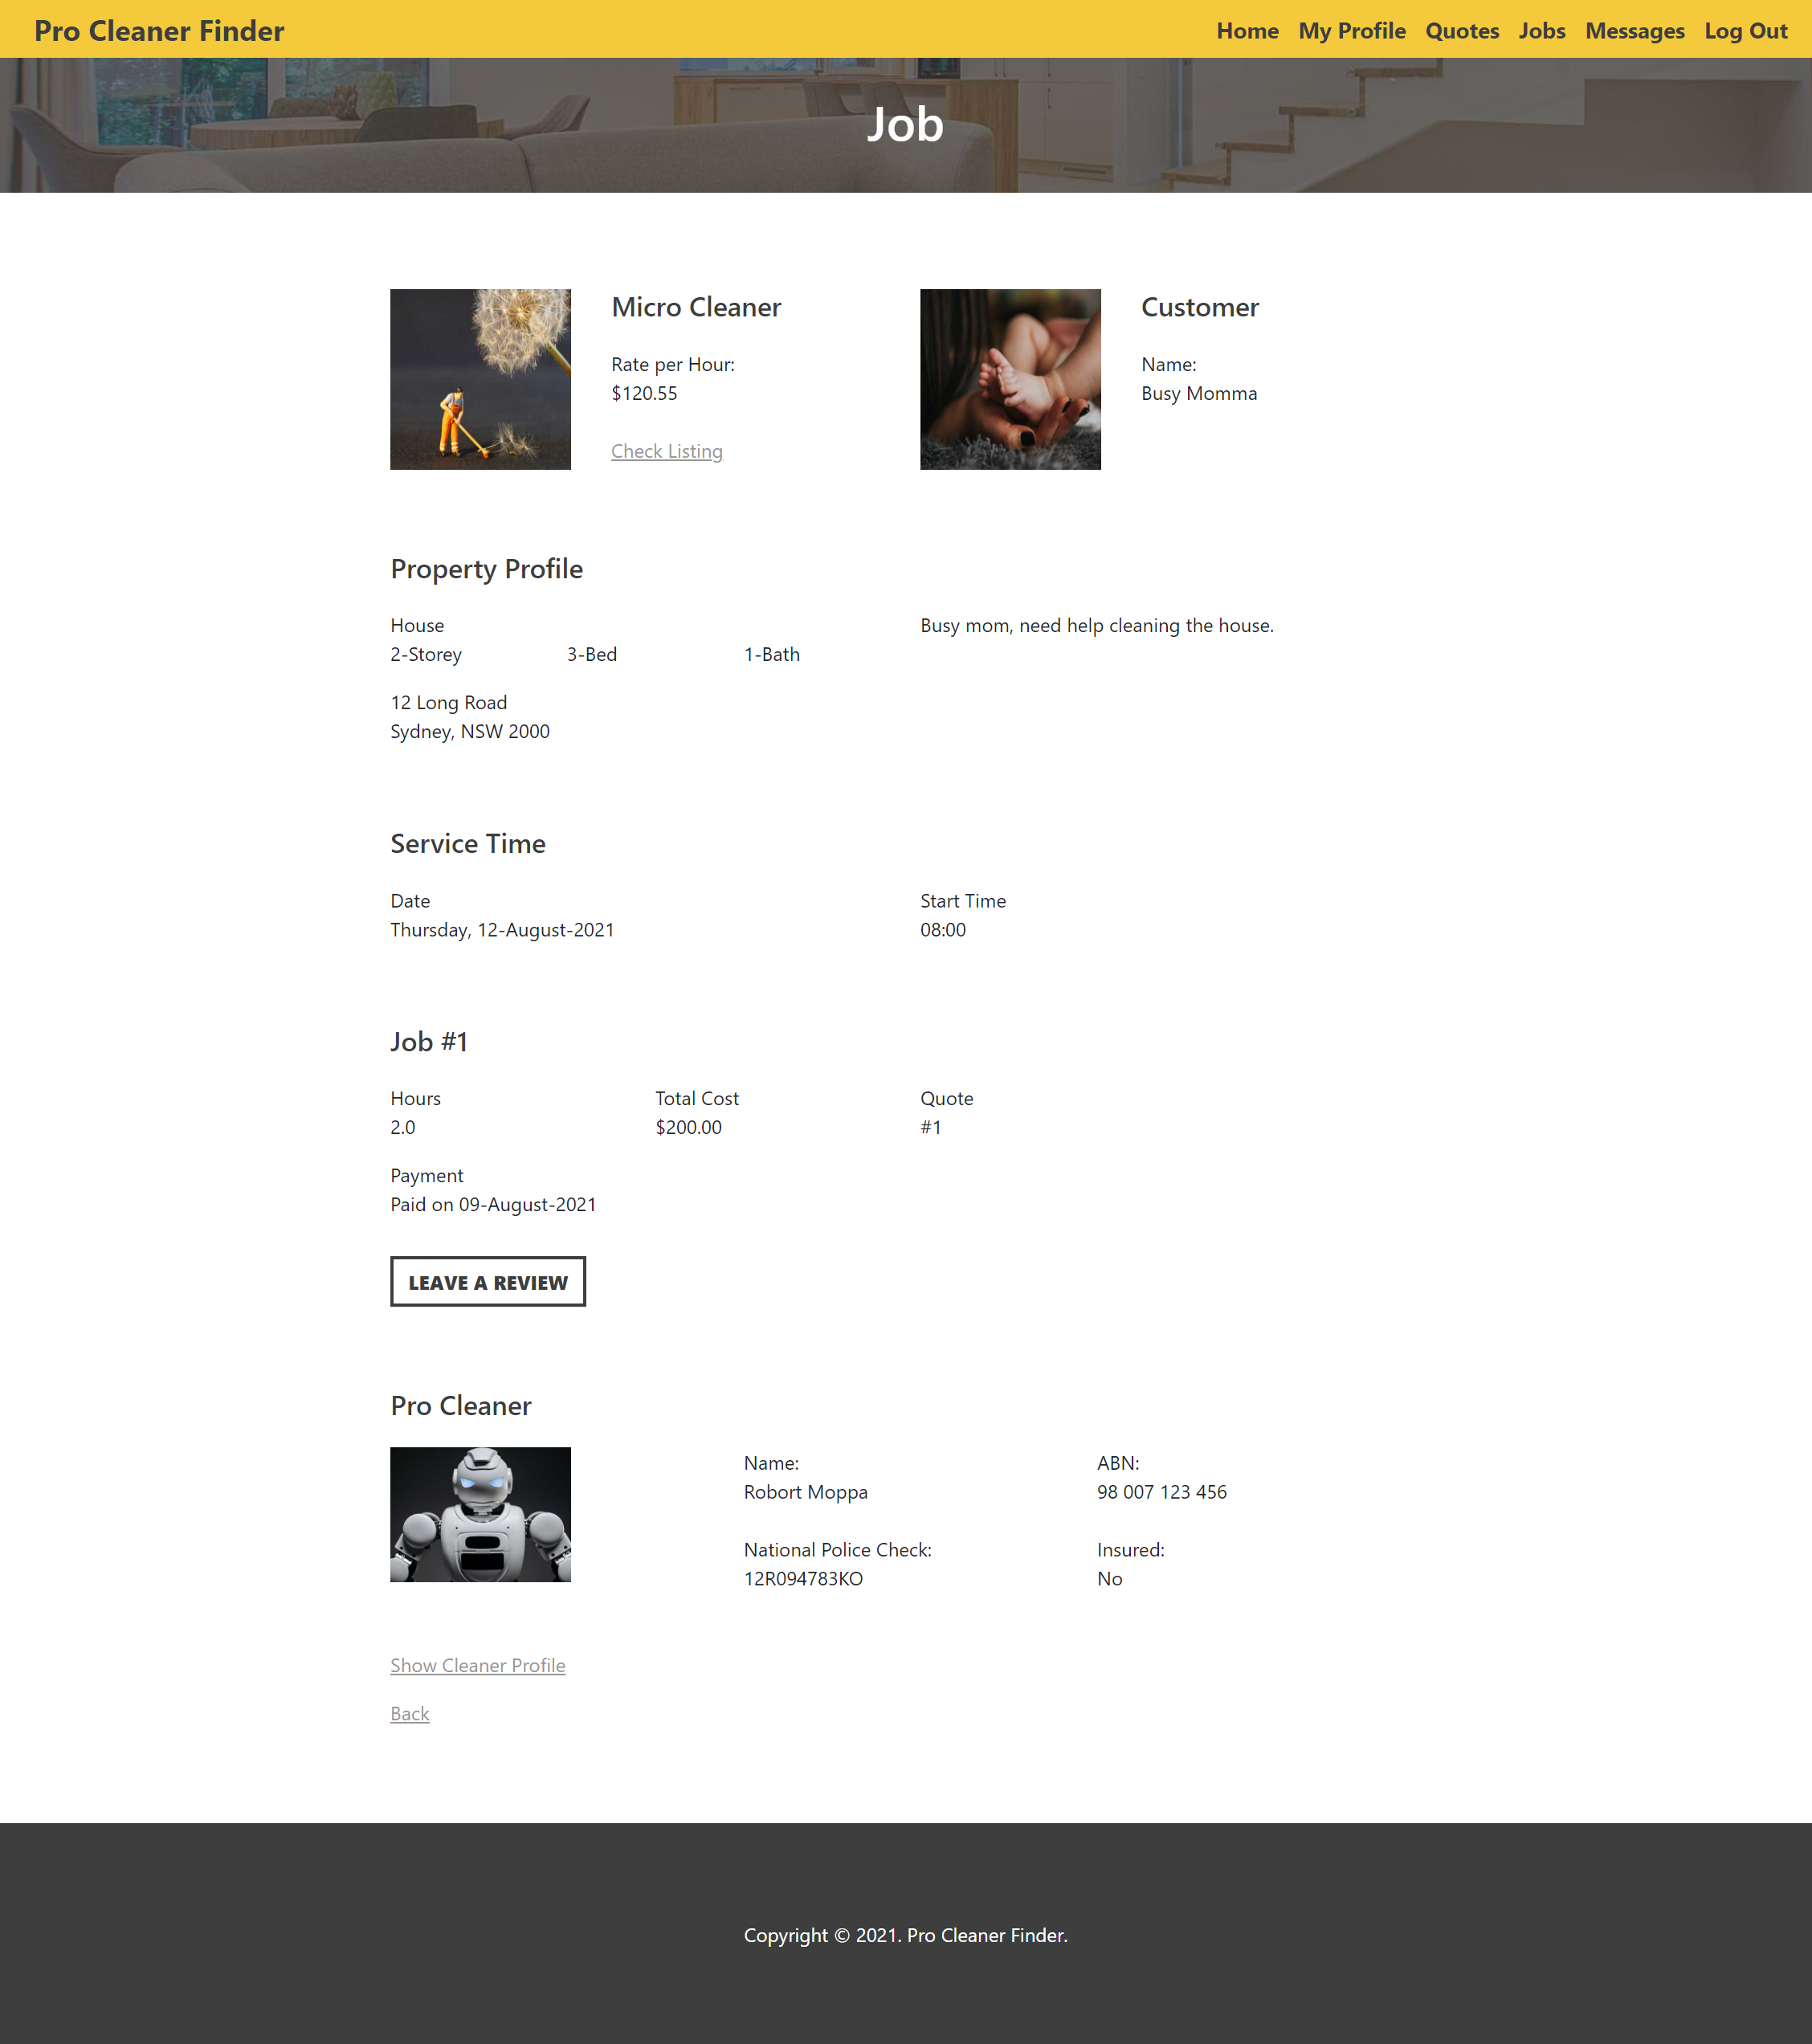 Pro Cleaner Finder
Home My Profile Quotes Jobs Messages Log Out
Job
Micro Cleaner
Rate per Hour:
$120.55
Check Listing
Customer
Name:
Busy Momma
Property Profile
House
2-Storey 3-Bed 1-Bath
12 Long Road
Sydney, NSW 2000
Busy mom, need help cleaning the house.
Service Time
Date
Thursday, 12-August-2021
Start Time
08:00
Job #1
Hours
2.0
Total Cost
$200.00
Quote
#1
Payment
Paid on 09-August-2021
LEAVE A REVIEW
Pro Cleaner
Name:
Robort Moppa
ABN:
98 007 123 456
National Police Check:
12R094783KO
Insured:
No
Show Cleaner Profile
Back
Copyright © 2021. Pro Cleaner Finder.